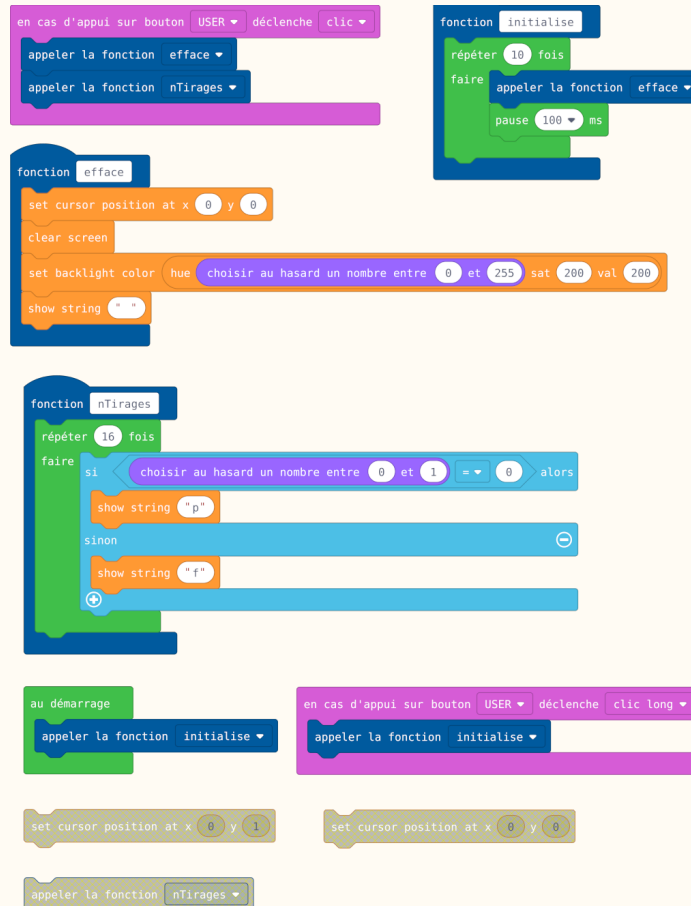 en cas d'appui sur bouton USER déclenche clic
appeler la fonction efface
appeler la fonction nTirages
fonction initialise
répéter 10 fois
faire
appeler la fonction efface
pause 100 ms
fonction efface
set cursor position at x 0 y 0
clear screen
set backlight color hue choisir au hasard un nombre entre 0 et 255 sat 200 val 200
show string " "
fonction nTirages
répéter 16 fois
faire
si choisir au hasard un nombre entre 0 et 1 = 0 alors
show string "p"
sinon
show string "f"
au démarrage
appeler la fonction initialise
en cas d'appui sur bouton USER déclenche clic long
appeler la fonction initialise
set cursor position at x 0 y 1
set cursor position at x 0 y 0
appeler la fonction nTirages